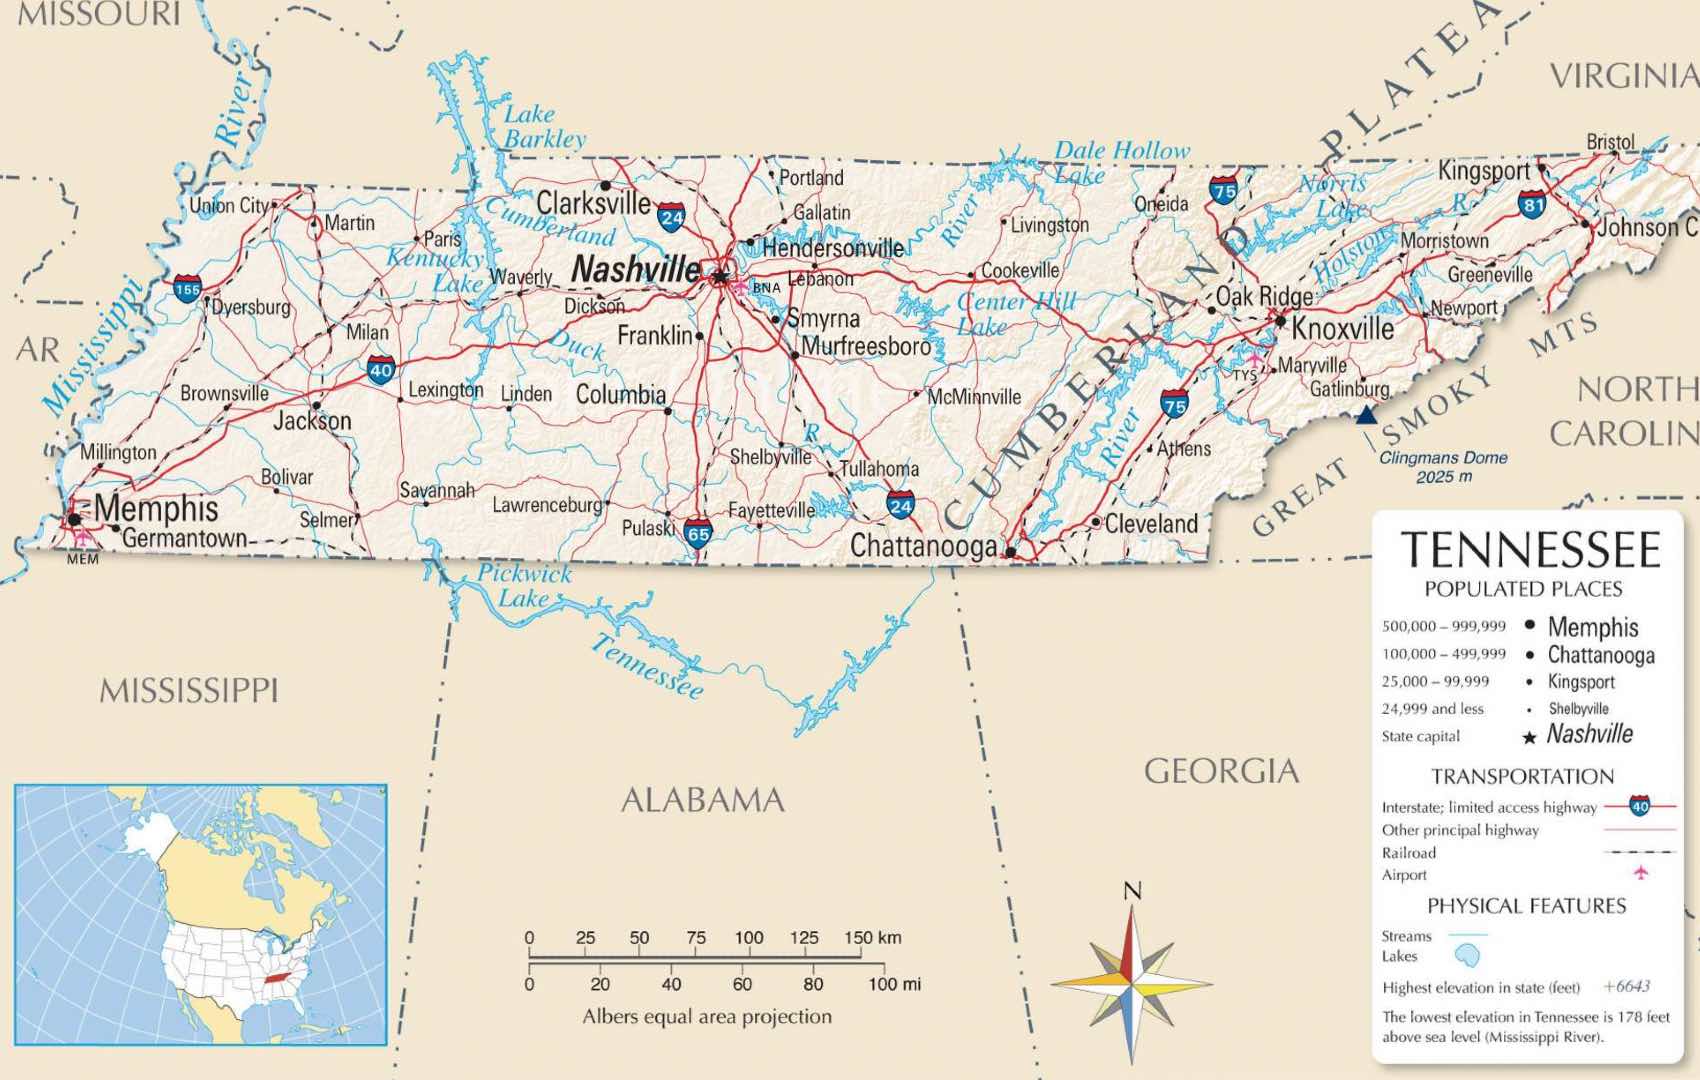 MISSOURI
River
Lake
Barkley
PLATEA
VIRGINIA
Bristol
Dale Hollow
Lake
Kingsport
Portland
Clarksville
24
75
Norris
Lake
81
R
Union City
Martin
Oneida
Gallatin
Livingston
River
Cumberland
Johnson C
Paris
Hendersonville
Morristown
Holston
Kentucky
Lake
Waverly
Nashville
BNA
Lebanon
Cookeville
Greeneville
155
Dyersburg
Dickson
Center Hill
Lake
Oak Ridge
Newport
Mississippi
Milan
Smyrna
Franklin
Knoxville
MTS
AR
Duck
Murfreesboro
CUMBERLAND
TYS
Maryville
40
Brownsville
Lexington
Linden
Columbia
McMinnville
75
Gatlinburg
NORTH
CAROLIN
Jackson
River
SMOKY
Millington
R
Shelbyville
Tullahoma
Athens
Clingmans Dome
2025 m
GREAT
Bolivar
Savannah
Lawrenceburg
Memphis
Selmer
Pulaski
65
Fayetteville
24
Cleveland
Germantown
MEM
Chattanooga
Pickwick
Lake
Tennessee
MISSISSIPPI
ALABAMA
GEORGIA
TENNESSEE
POPULATED PLACES
500,000 – 999,999 Memphis
100,000 – 499,999 Chattanooga
25,000 – 99,999 Kingsport
24,999 and less Shelbyville
State capital Nashville
TRANSPORTATION
Interstate; limited access highway 40
Other principal highway
Railroad
Airport
PHYSICAL FEATURES
Streams
Lakes
Highest elevation in state (feet) +6643
The lowest elevation in Tennessee is 178 feet
above sea level (Mississippi River).
N
0 25 50 75 100 125 150 km
0 20 40 60 80 100 mi
Albers equal area projection